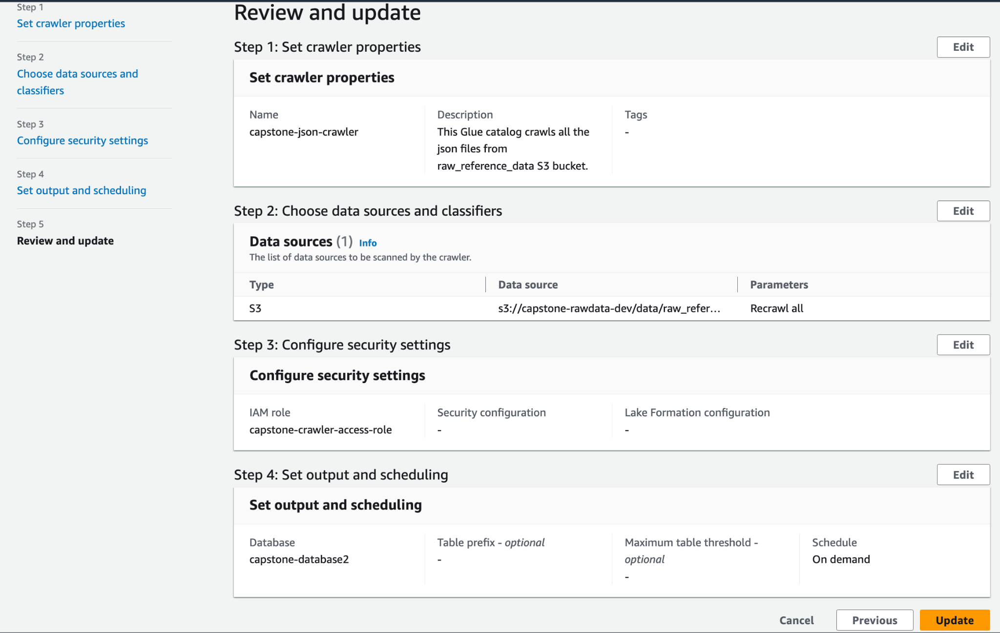 Step 1
Set crawler properties
Step 2
Choose data sources and
classifiers
Step 3
Configure security settings
Step 4
Set output and scheduling
Step 5
Review and update
Review and update
Step 1: Set crawler properties
Edit
Set crawler properties
Name
capstone-json-crawler
Description
This Glue catalog crawls all the
json files from
raw_reference_data S3 bucket.
Tags
-
Step 2: Choose data sources and classifiers
Edit
Data sources (1) Info
The list of data sources to be scanned by the crawler.
Type Data source Parameters
S3 s3://capstone-rawdata-dev/data/raw_refer... Recrawl all
Step 3: Configure security settings
Edit
Configure security settings
IAM role
capstone-crawler-access-role
Security configuration
-
Lake Formation configuration
-
Step 4: Set output and scheduling
Edit
Set output and scheduling
Database
capstone-database2
Table prefix - optional
-
Maximum table threshold -
optional
-
Schedule
On demand
Cancel Previous Update